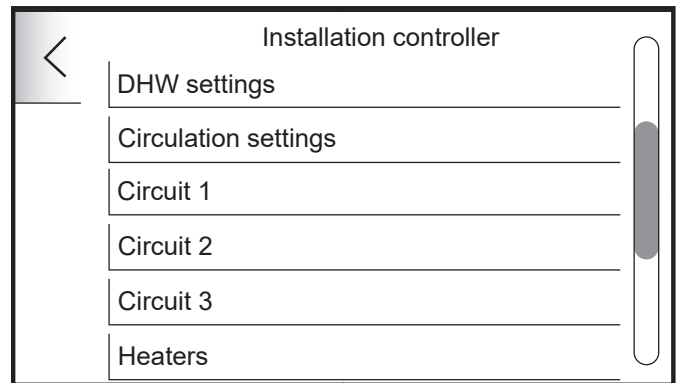 Installation controller
DHW settings
Circulation settings
Circuit 1
Circuit 2
Circuit 3
Heaters